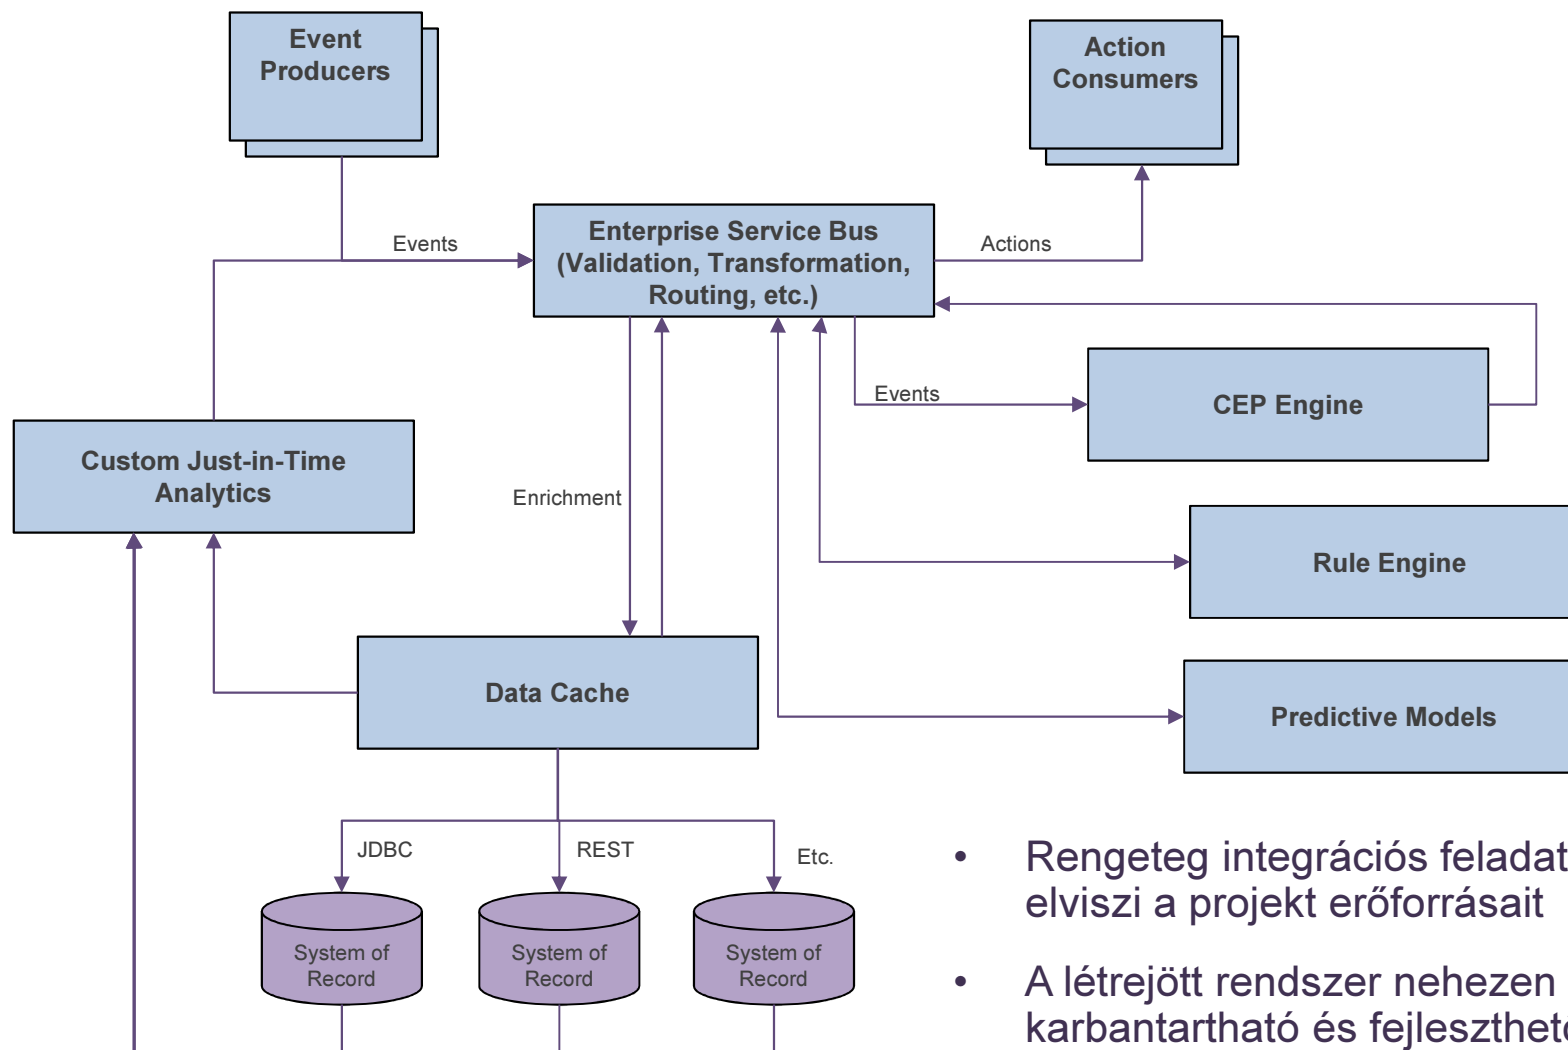 Event
Producers
Action
Consumers
Enterprise Service Bus
(Validation, Transformation,
Routing, etc.)
Events
Actions
Events
CEP Engine
Custom Just-in-Time
Analytics
Enrichment
Rule Engine
Data Cache
Predictive Models
JDBC
REST
Etc.
System of
Record
System of
Record
System of
Record
• Rengeteg integrációs feladat
elviszi a projekt erőforrásait
• A létrejött rendszer nehezen
karbantartható és fejleszthető